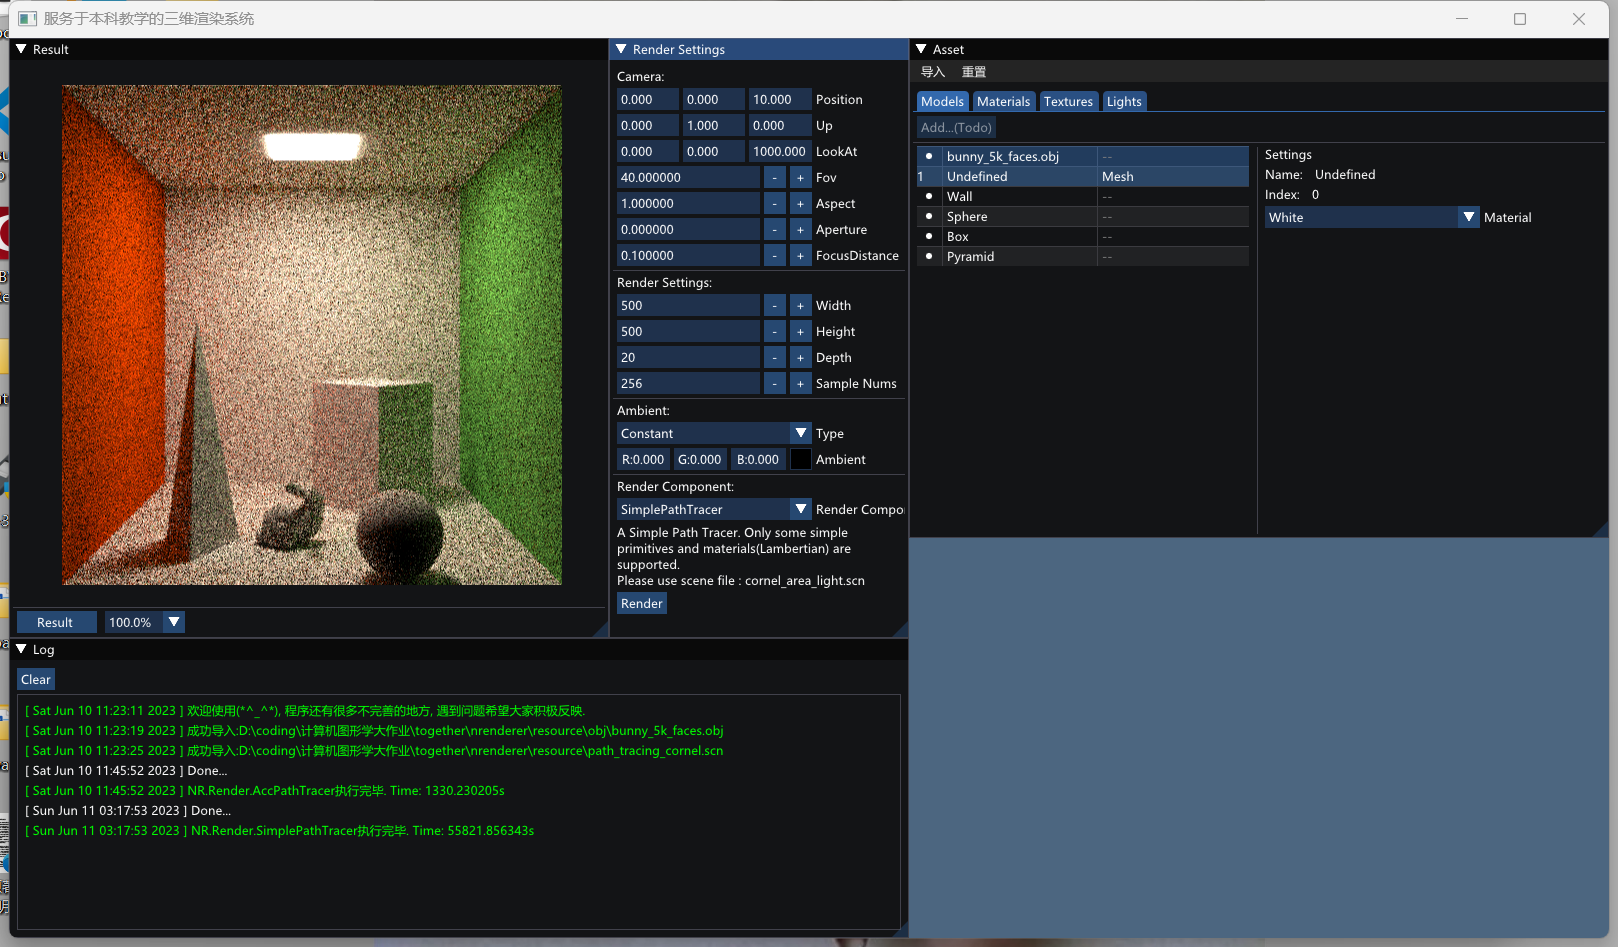 服务于本科教学的三维渲染系统
Result
Result
100.0%
Render Settings
Camera:
0.000 0.000 10.000 Position
0.000 1.000 0.000 Up
0.000 0.000 1000.000 LookAt
40.000000 - + Fov
1.000000 - + Aspect
0.000000 - + Aperture
0.100000 - + FocusDistance
Render Settings:
500 - + Width
500 - + Height
20 - + Depth
256 - + Sample Nums
Ambient:
Constant Type
R:0.000 G:0.000 B:0.000 Ambient
Render Component:
SimplePathTracer Render Compo
A Simple Path Tracer. Only some simple
primitives and materials(Lambertian) are
supported.
Please use scene file : cornel_area_light.scn
Render
Asset
导入 重置
Models Materials Textures Lights
Add...(Todo)
bunny_5k_faces.obj --
1 Undefined Mesh
Wall --
Sphere --
Box --
Pyramid --
Settings
Name: Undefined
Index: 0
White Material
Log
Clear
[ Sat Jun 10 11:23:11 2023 ] 欢迎使用(*^_^*), 程序还有很多不完善的地方, 遇到问题希望大家积极反映.
[ Sat Jun 10 11:23:19 2023 ] 成功导入:D:\coding\计算机图形学大作业\together\nrenderer\resource\obj\bunny_5k_faces.obj
[ Sat Jun 10 11:23:25 2023 ] 成功导入:D:\coding\计算机图形学大作业\together\nrenderer\resource\path_tracing_cornel.scn
[ Sat Jun 10 11:45:52 2023 ] Done...
[ Sat Jun 10 11:45:52 2023 ] NR.Render.AccPathTracer执行完毕. Time: 1330.230205s
[ Sun Jun 11 03:17:53 2023 ] Done...
[ Sun Jun 11 03:17:53 2023 ] NR.Render.SimplePathTracer执行完毕. Time: 55821.856343s